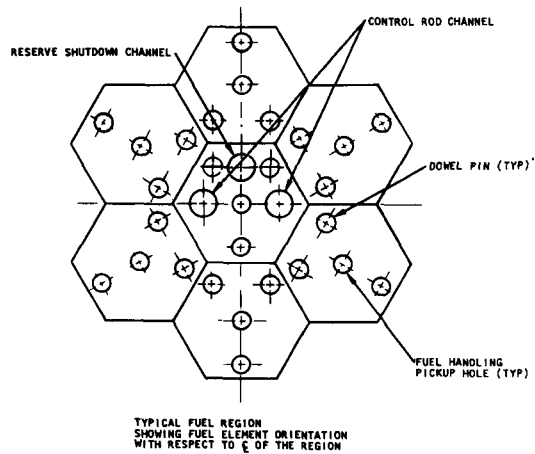 CONTROL ROD CHANNEL
RESERVE SHUTDOWN CHANNEL
DOWEL PIN (TYP)
FUEL HANDLING
PICKUP HOLE (TYP)
TYPICAL FUEL REGION
SHOWING FUEL ELEMENT ORIENTATION
WITH RESPECT TO ℄ OF THE REGION